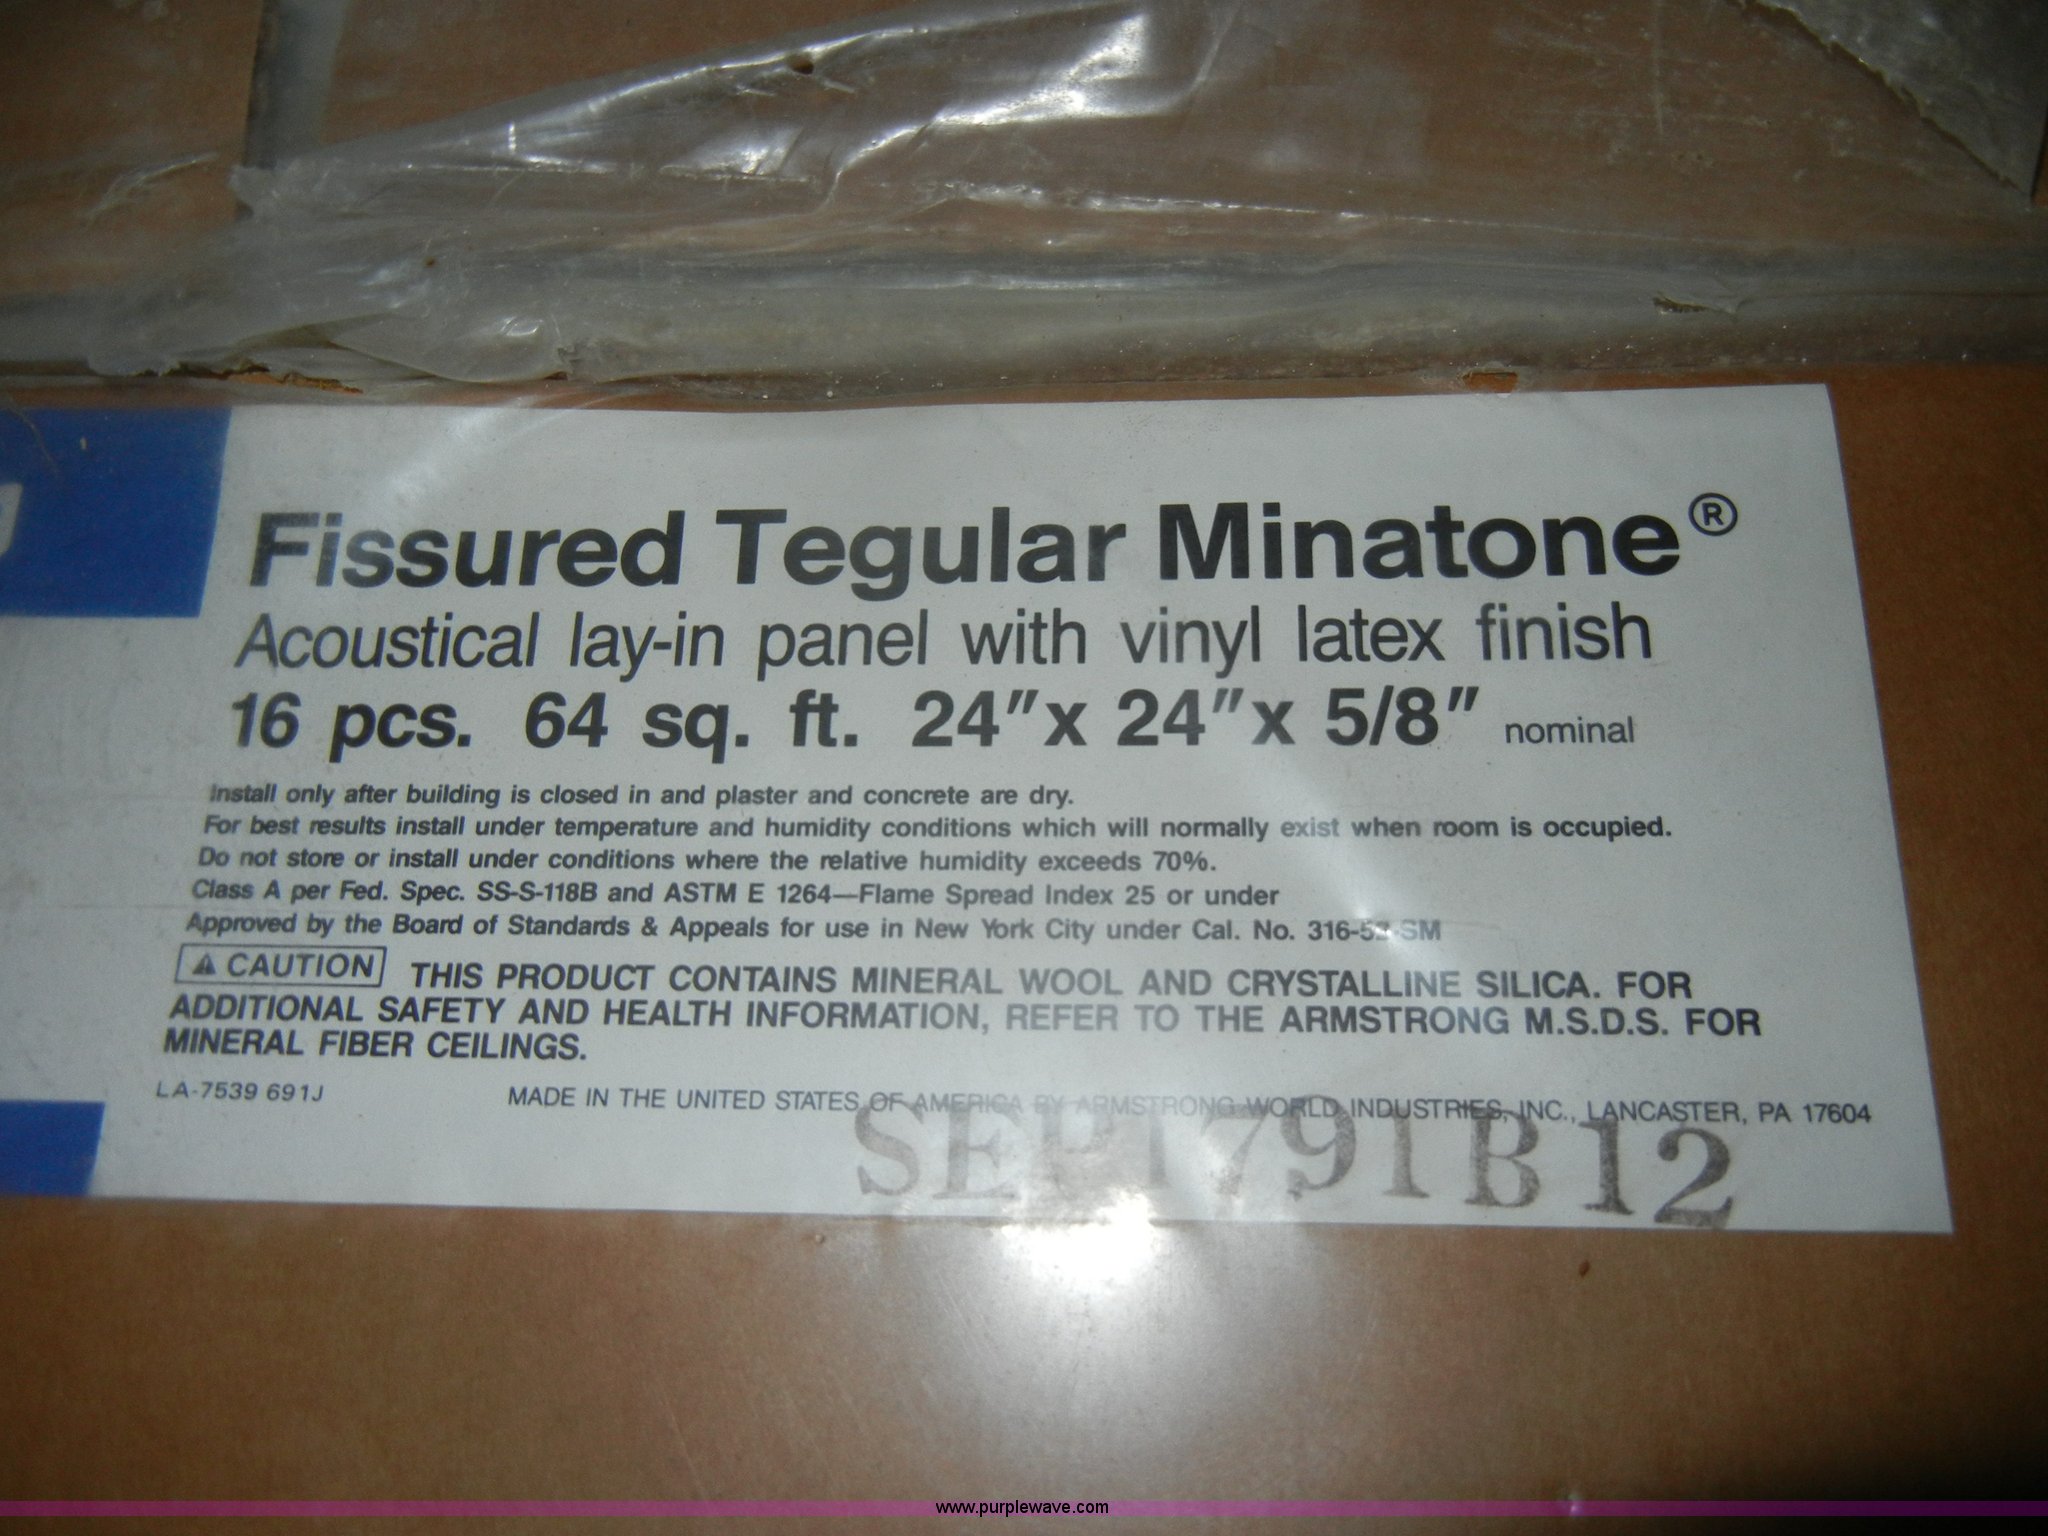 Fissured Tegular Minatone®
Acoustical lay-in panel with vinyl latex finish
16 pcs. 64 sq. ft. 24" x 24" x 5/8" nominal
Install only after building is closed in and plaster and concrete are dry.
For best results install under temperature and humidity conditions which will normally exist when room is occupied.
Do not store or install under conditions where the relative humidity exceeds 70%.
Class A per Fed. Spec. SS-S-118B and ASTM E 1264—Flame Spread Index 25 or under
Approved by the Board of Standards & Appeals for use in New York City under Cal. No.
CAUTION THIS PRODUCT CONTAINS MINERAL WOOL AND CRYSTALLINE SILICA. FOR
ADDITIONAL SAFETY AND HEALTH INFORMATION, REFER TO THE ARMSTRONG M.S.D.S. FOR
MINERAL FIBER CEILINGS.
LA-7539 691J MADE IN THE UNITED STATES OF AMERICA BY ARMSTRONG WORLD INDUSTRIES, INC., LANCASTER, PA 17604
SEP1791B12
www.purplewave.com